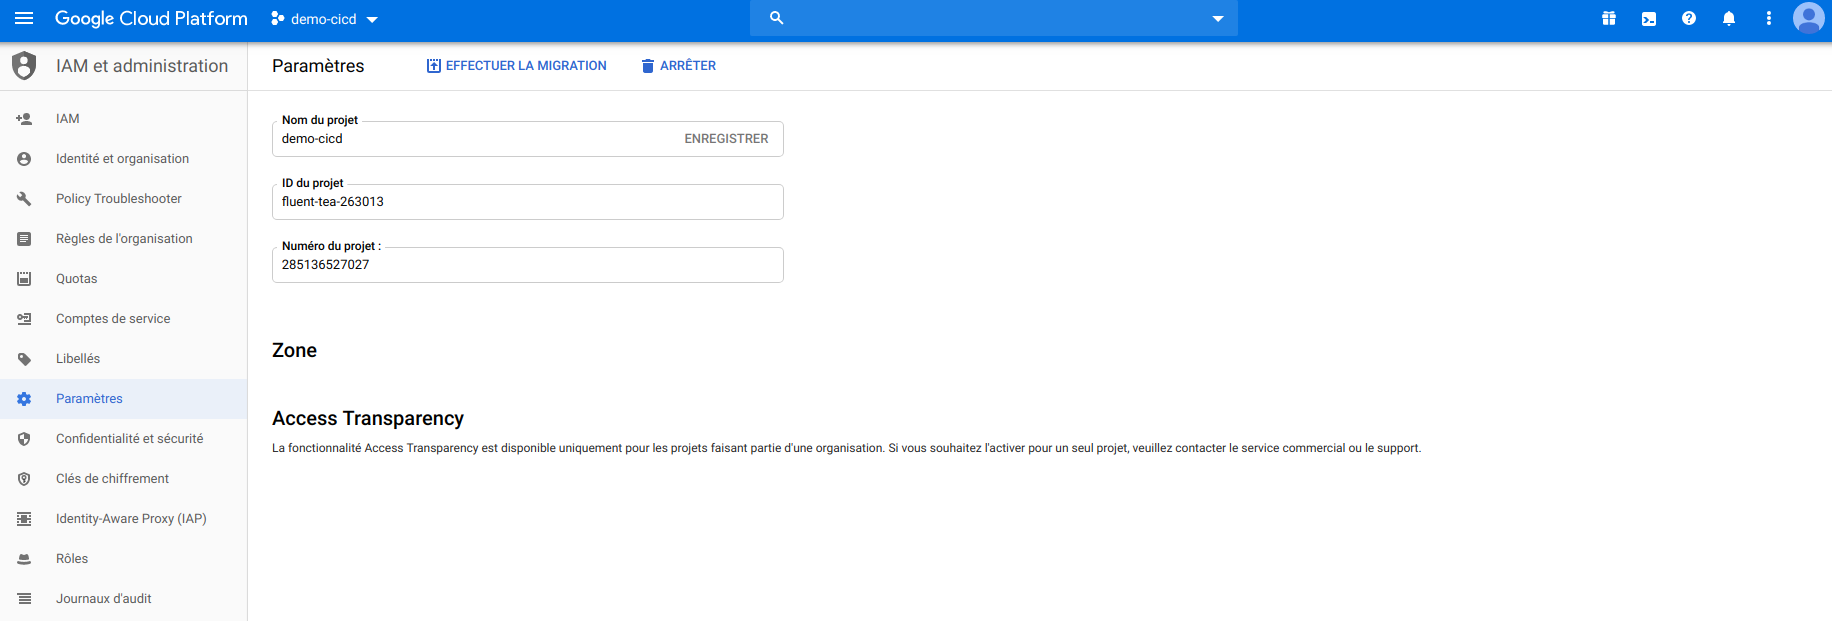 Google Cloud Platform
demo-cicd
IAM et administration
Paramètres
EFFECTUER LA MIGRATION
ARRÊTER
IAM
Identité et organisation
Policy Troubleshooter
Règles de l'organisation
Quotas
Comptes de service
Libellés
Paramètres
Confidentialité et sécurité
Clés de chiffrement
Identity-Aware Proxy (IAP)
Rôles
Journaux d'audit
Nom du projet
demo-cicd
ENREGISTRER
ID du projet
fluent-tea-263013
Numéro du projet :
285136527027
Zone
Access Transparency
La fonctionnalité Access Transparency est disponible uniquement pour les projets faisant partie d'une organisation. Si vous souhaitez l'activer pour un seul projet, veuillez contacter le service commercial ou le support.